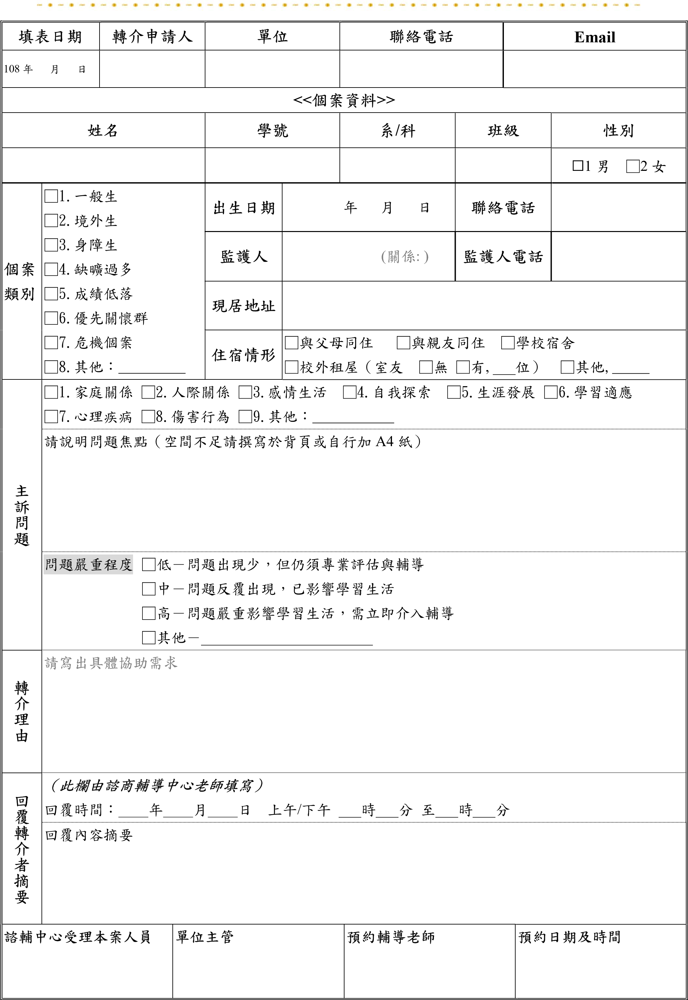 填表日期 轉介申請人 單位 聯絡電話 Email
108 年 月 日
<<個案資料>>
姓名 學號 系/科 班級 性別
□1 男 □2 女
個案類別
□1. 一般生
□2. 境外生
□3. 身障生
□4. 缺曠過多
□5. 成績低落
□6. 優先關懷群
□7. 危機個案
□8. 其他：_________
出生日期 年 月 日 聯絡電話
監護人 (關係: ) 監護人電話
現居地址
住宿情形
□與父母同住 □與親友同住 □學校宿舍
□校外租屋（室友 □無 □有,___位） □其他,_____
主訴問題
□1. 家庭關係 □2. 人際關係 □3. 感情生活 □4. 自我探索 □5. 生涯發展 □6. 學習適應
□7. 心理疾病 □8. 傷害行為 □9. 其他：___________
請說明問題焦點（空間不足請撰寫於背頁或自行加 A4 紙）
問題嚴重程度 □低－問題出現少，但仍須專業評估與輔導
□中－問題反覆出現，已影響學習生活
□高－問題嚴重影響學習生活，需立即介入輔導
□其他－_______________________
轉介理由
請寫出具體協助需求
回覆轉介者摘要
（此欄由諮商輔導中心老師填寫）
回覆時間：____年____月____日 上午/下午 ___時___分 至___時___分
回覆內容摘要
諮輔中心受理本案人員 單位主管 預約輔導老師 預約日期及時間